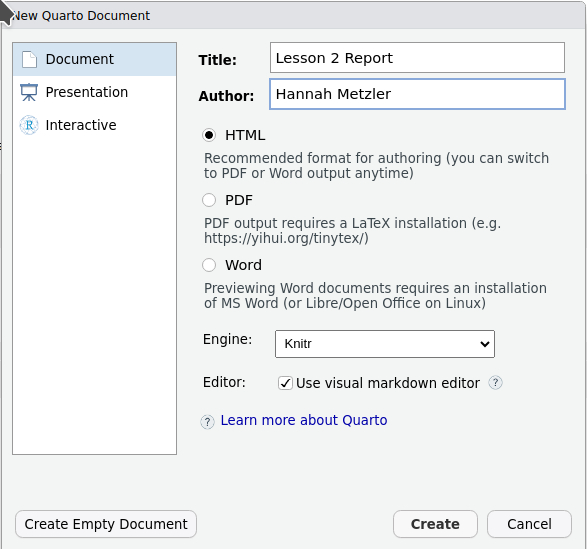 New Quarto Document
Document
Presentation
Interactive
Title: Lesson 2 Report
Author: Hannah Metzler
HTML
Recommended format for authoring (you can switch
to PDF or Word output anytime)
PDF
PDF output requires a LaTeX installation (e.g.
https://yihui.org/tinytex/)
Word
Previewing Word documents requires an installation
of MS Word (or Libre/Open Office on Linux)
Engine: Knitr
Editor: Use visual markdown editor ?
? Learn more about Quarto
Create Empty Document Create Cancel